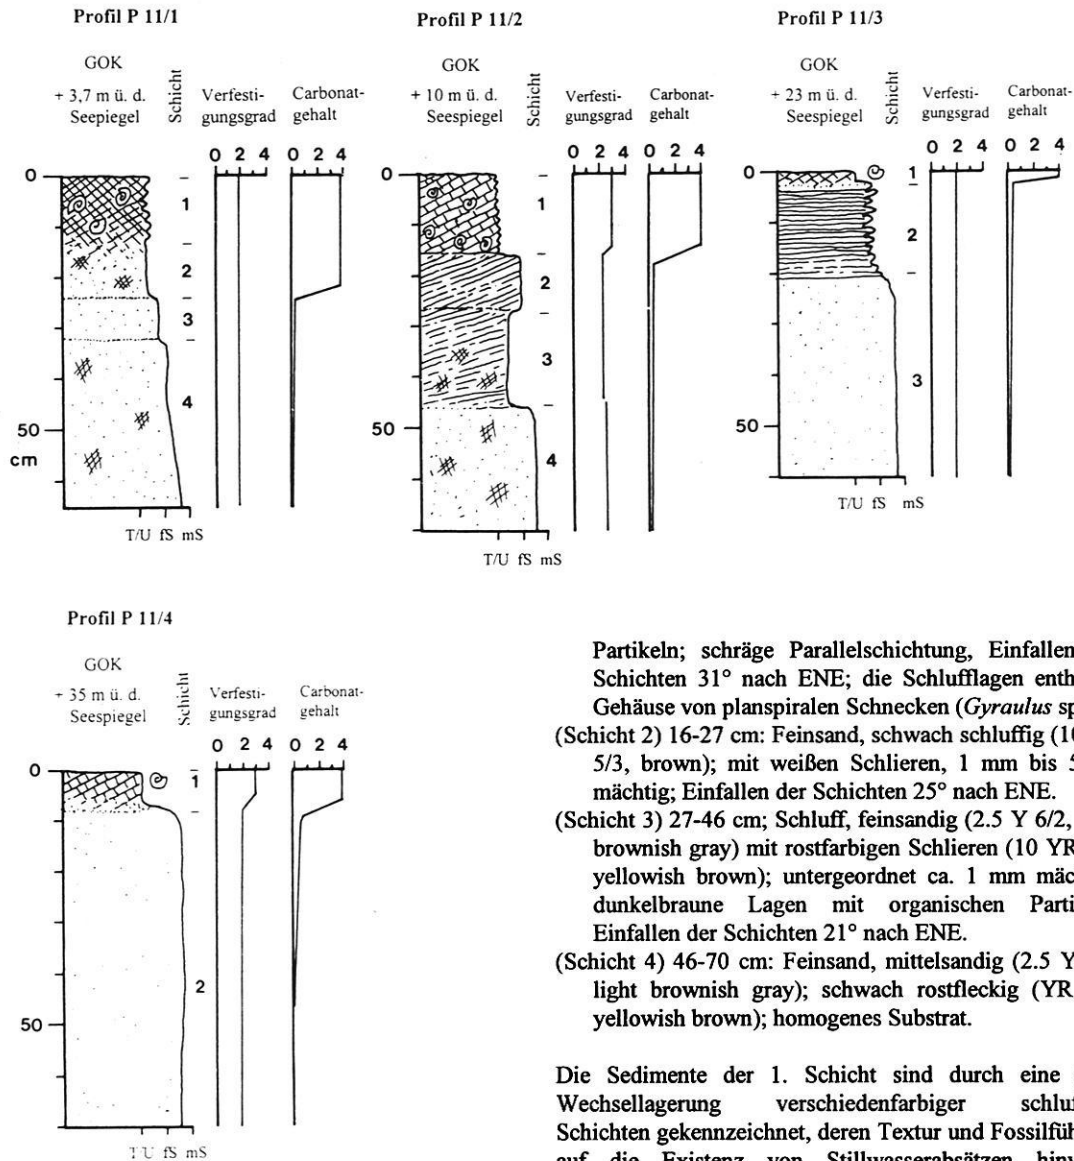 Profil P 11/1
GOK
+ 3,7 m ü. d.
Seespiegel
Schicht
Verfesti-
gungsgrad
Carbonat-
gehalt
0 2 4
0 2 4
0
50
cm
1
2
3
4
T/U fS mS
Profil P 11/2
GOK
+ 10 m ü. d.
Seespiegel
Schicht
Verfesti-
gungsgrad
Carbonat-
gehalt
0 2 4
0 2 4
0
50
1
2
3
4
T/U fS mS
Profil P 11/3
GOK
+ 23 m ü. d.
Seespiegel
Schicht
Verfesti-
gungsgrad
Carbonat-
gehalt
0 2 4
0 2 4
0
50
1
2
3
T/U fS mS
Profil P 11/4
GOK
+ 35 m ü. d.
Seespiegel
Schicht
Verfesti-
gungsgrad
Carbonat-
gehalt
0 2 4
0 2 4
0
50
1
2
T/U fS mS
Partikeln; schräge Parallelschichtung, Einfallen
Schichten 31° nach ENE; die Schlufflagen enth
Gehäuse von planspiralen Schnecken (Gyraulus sp
(Schicht 2) 16-27 cm: Feinsand, schwach schluffig (10
5/3, brown); mit weißen Schlieren, 1 mm bis 5
mächtig; Einfallen der Schichten 25° nach ENE.
(Schicht 3) 27-46 cm; Schluff, feinsandig (2.5 Y 6/2,
brownish gray) mit rostfarbigen Schlieren (10 YR
yellowish brown); untergeordnet ca. 1 mm mäc
dunkelbraune Lagen mit organischen Parti
Einfallen der Schichten 21° nach ENE.
(Schicht 4) 46-70 cm: Feinsand, mittelsandig (2.5 Y
light brownish gray); schwach rostfleckig (YR
yellowish brown); homogenes Substrat.
Die Sedimente der 1. Schicht sind durch eine
Wechsellagerung verschiedenfarbiger schluf
Schichten gekennzeichnet, deren Textur und Fossilfüh
auf die Existenz von Stillwasserabsätzen hinw